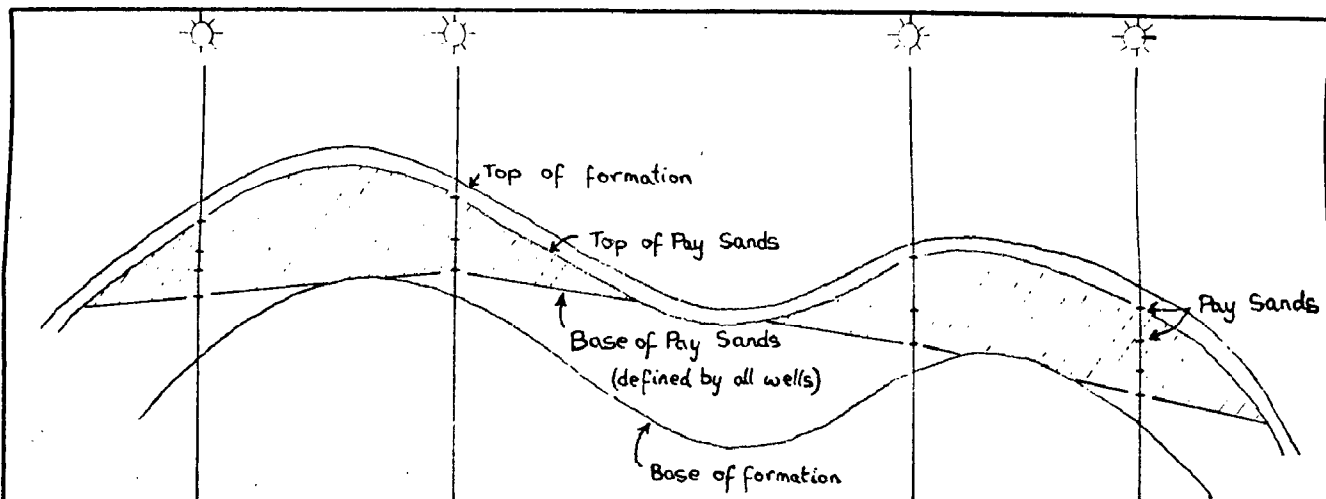 Top of formation
Top of Pay Sands
Pay Sands
Base of Pay Sands
(defined by all wells)
Base of formation